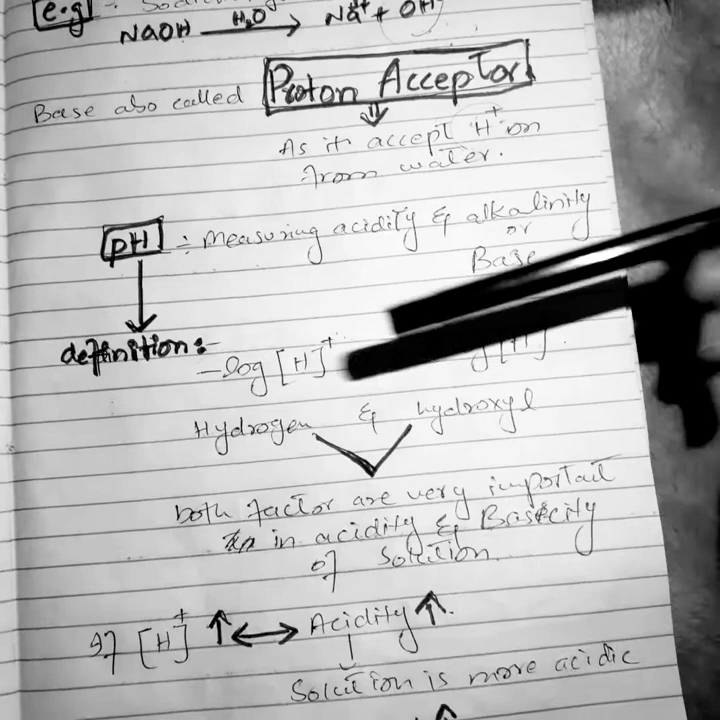 e.g :-
NaOH —H₂O→ Na⁺ + OH⁻
Base also called Proton Acceptor
As it accept H⁺ on
from water.
pH :- measuring acidity & alkalinity
or
Base
definition:-
-log [H]⁺ [H]
Hydrogen & hydroxyl
both factor are very important
in acidity & Basicity
of Solution
If [H]⁺ ↑ ↔ Acidity ↑.
Solution is more acidic